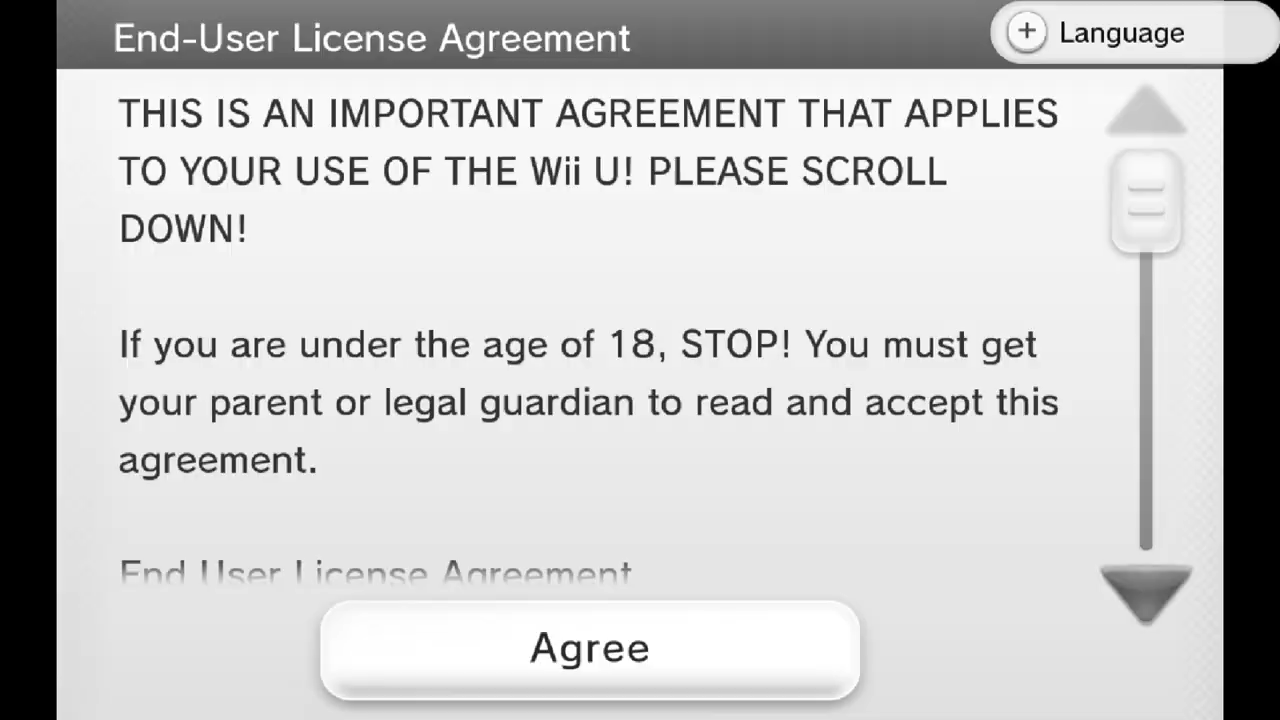 End-User License Agreement
+ Language
THIS IS AN IMPORTANT AGREEMENT THAT APPLIES
TO YOUR USE OF THE Wii U! PLEASE SCROLL
DOWN!
If you are under the age of 18, STOP! You must get
your parent or legal guardian to read and accept this
agreement.
End User License Agreement
Agree